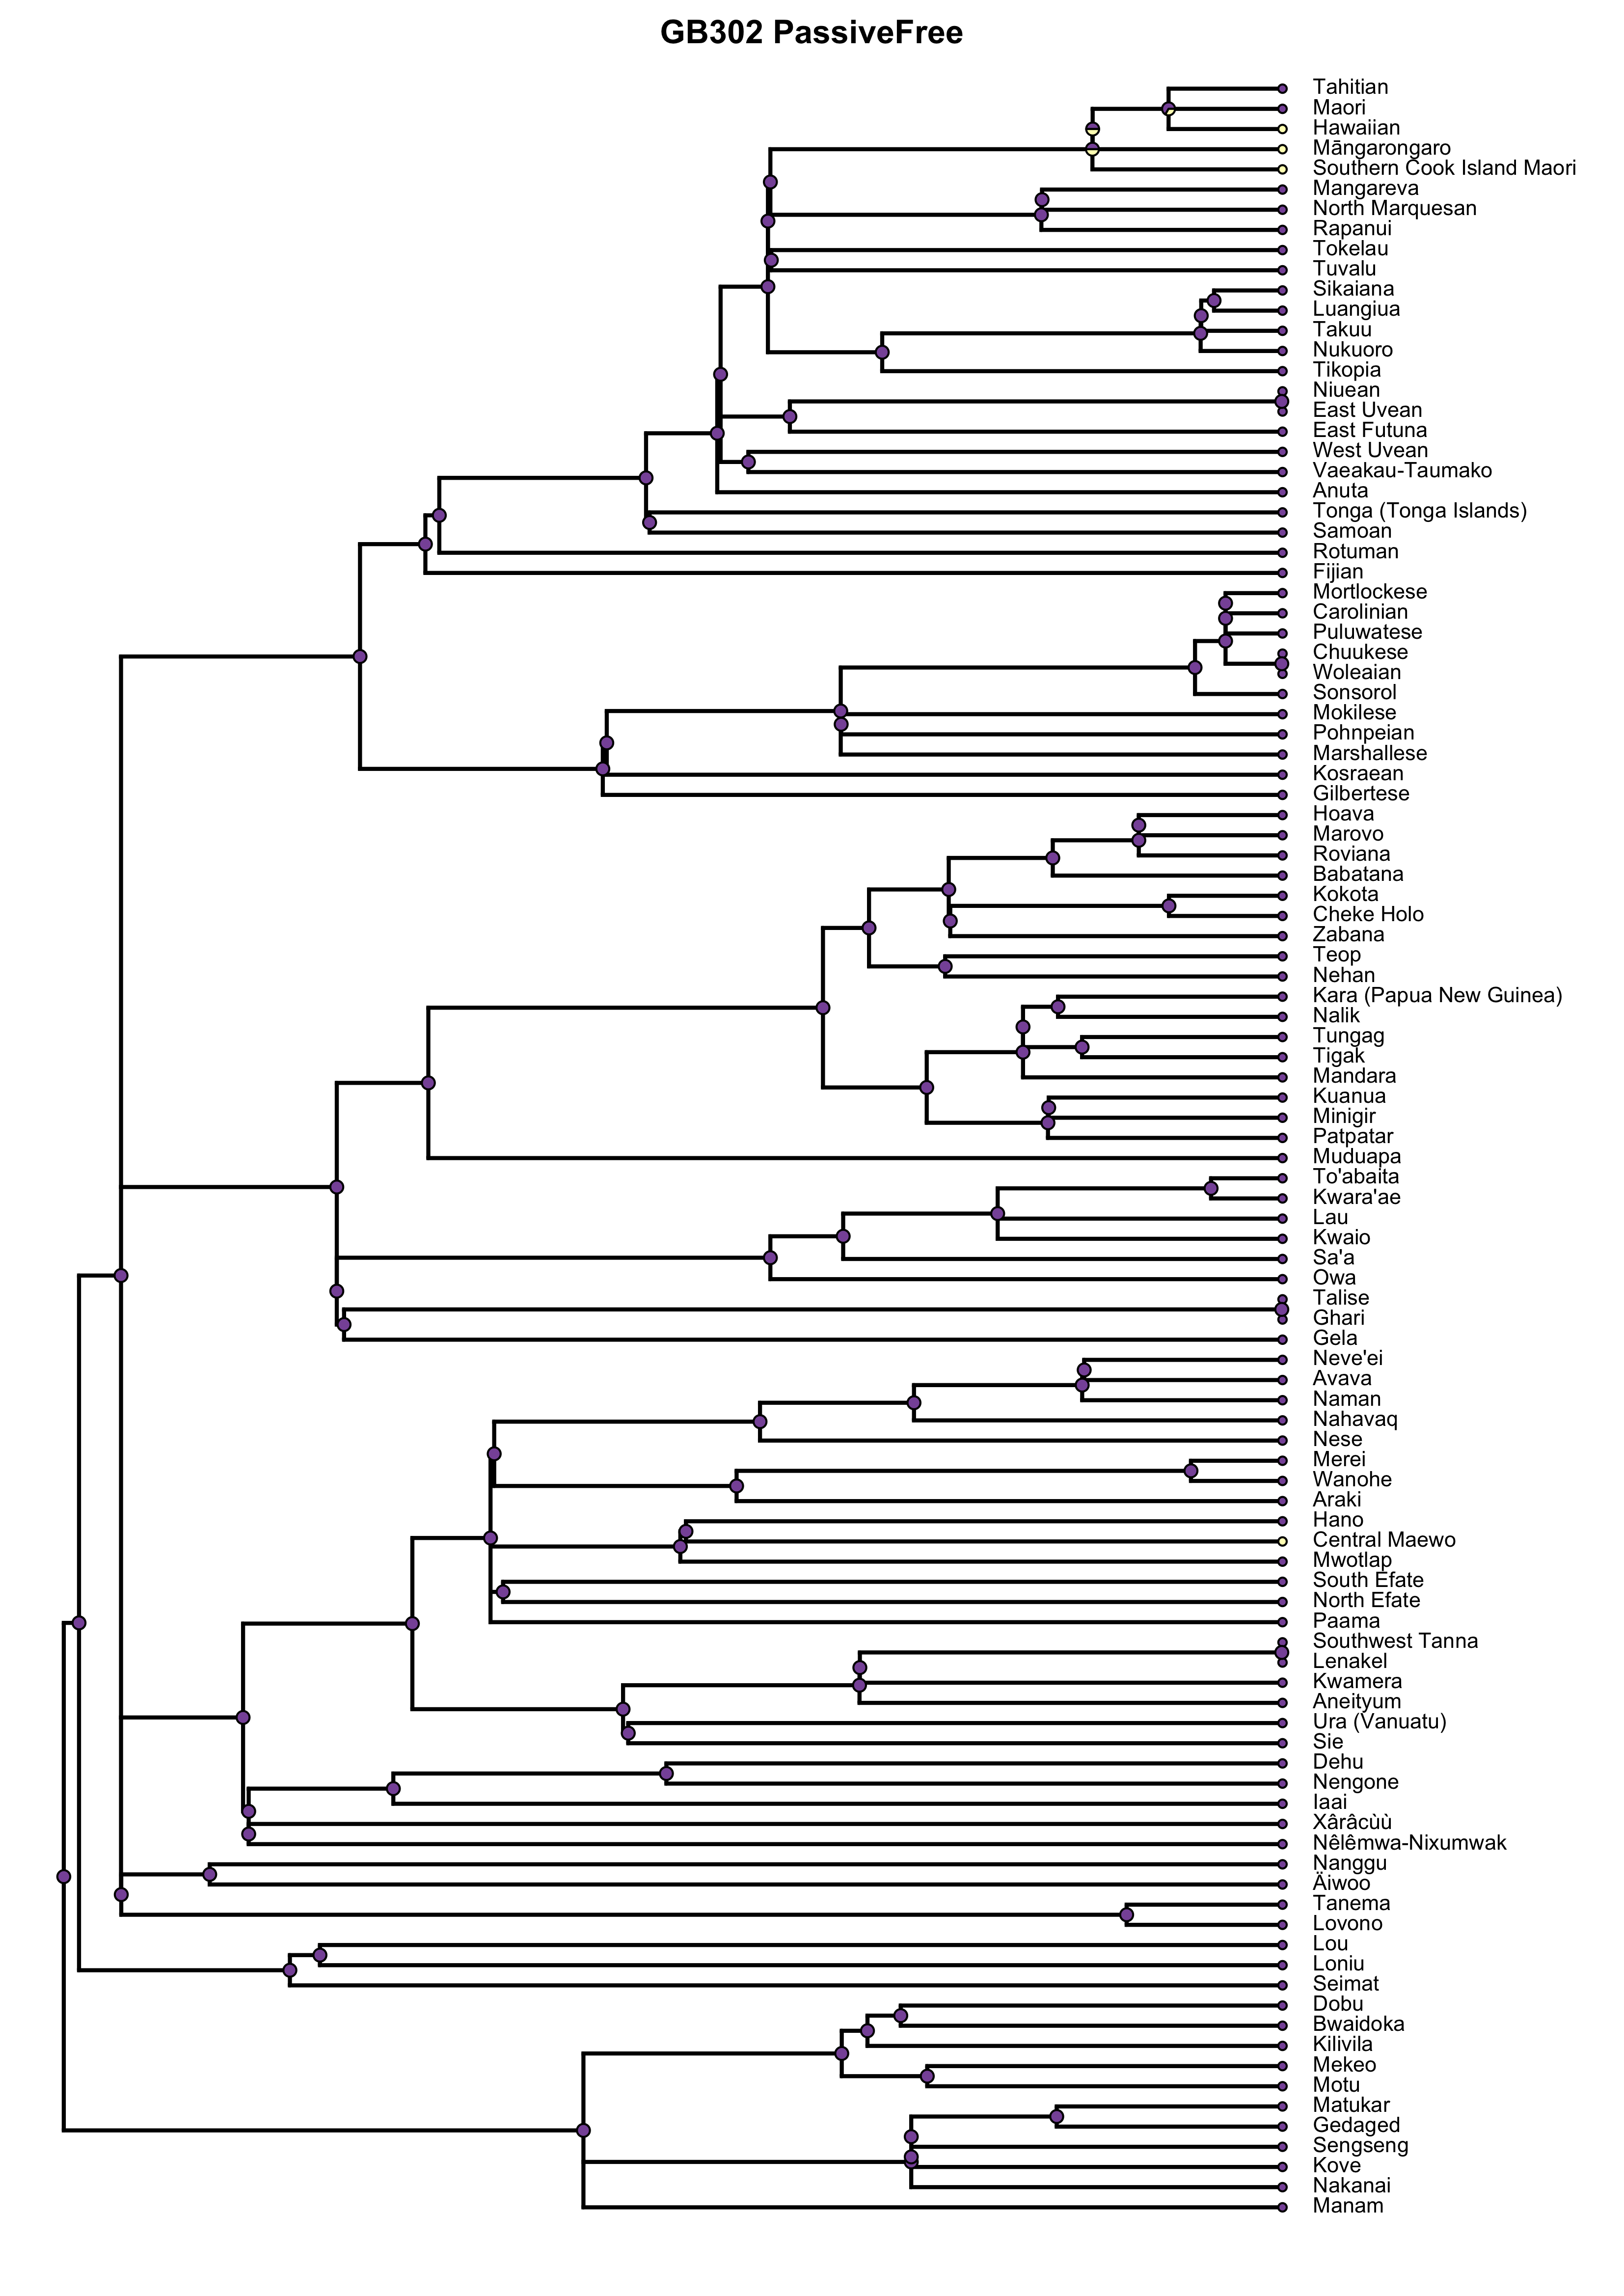 GB302 PassiveFree
Tahitian
Maori
Hawaiian
Māngarongaro
Southern Cook Island Maori
Mangareva
North Marquesan
Rapanui
Tokelau
Tuvalu
Sikaiana
Luangiua
Takuu
Nukuoro
Tikopia
Niuean
East Uvean
East Futuna
West Uvean
Vaeakau-Taumako
Anuta
Tonga (Tonga Islands)
Samoan
Rotuman
Fijian
Mortlockese
Carolinian
Puluwatese
Chuukese
Woleaian
Sonsorol
Mokilese
Pohnpeian
Marshallese
Kosraean
Gilbertese
Hoava
Marovo
Roviana
Babatana
Kokota
Cheke Holo
Zabana
Teop
Nehan
Kara (Papua New Guinea)
Nalik
Tungag
Tigak
Mandara
Kuanua
Minigir
Patpatar
Muduapa
To'abaita
Kwara'ae
Lau
Kwaio
Sa'a
Owa
Talise
Ghari
Gela
Neve'ei
Avava
Naman
Nahavaq
Nese
Merei
Wanohe
Araki
Hano
Central Maewo
Mwotlap
South Efate
North Efate
Paama
Southwest Tanna
Lenakel
Kwamera
Aneityum
Ura (Vanuatu)
Sie
Dehu
Nengone
Iaai
Xârâcùù
Nêlêmwa-Nixumwak
Nanggu
Äiwoo
Tanema
Lovono
Lou
Loniu
Seimat
Dobu
Bwaidoka
Kilivila
Mekeo
Motu
Matukar
Gedaged
Sengseng
Kove
Nakanai
Manam